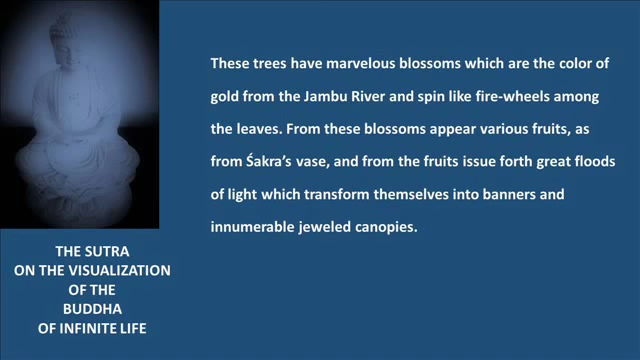 These trees have marvelous blossoms which are the color of
gold from the Jambu River and spin like fire-wheels among
the leaves. From these blossoms appear various fruits, as
from Śakra's vase, and from the fruits issue forth great floods
of light which transform themselves into banners and
innumerable jeweled canopies.
THE SUTRA
ON THE VISUALIZATION
OF THE
BUDDHA
OF INFINITE LIFE